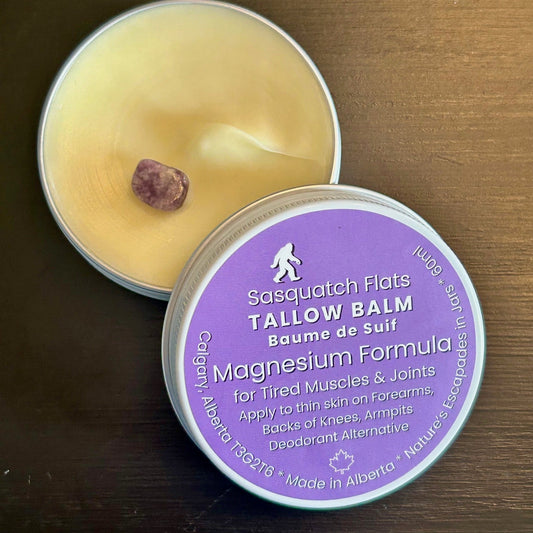 Sasquatch Flats
TALLOW BALM
Baume de Suif
Magnesium Formula
for Tired Muscles & Joints
Apply to thin skin on Forearms,
Backs of Knees, Armpits
Deodorant Alternative
Calgary, Alberta T3G2T6 * Made in Alberta * Nature's Escapades in Jars * 60ml